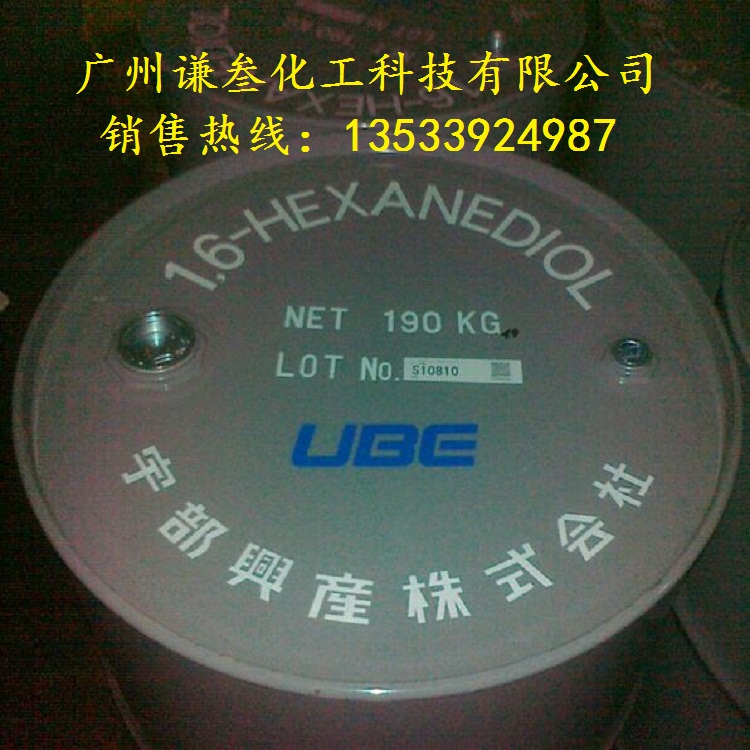 广州谦叁化工科技有限公司
销售热线：13533924987
1,6-HEXANEDIOL
NET 190 KG
LOT No. S10810
UBE
宇部興産株式会社